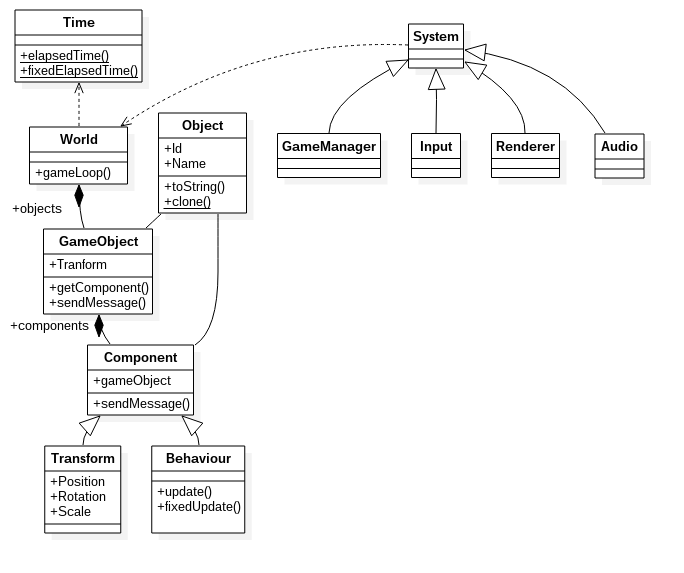 Time
+elapsedTime()
+fixedElapsedTime()
System
World
+gameLoop()
Object
+Id
+Name
+toString()
+clone()
GameManager
Input
Renderer
Audio
+objects
GameObject
+Tranform
+getComponent()
+sendMessage()
+components
Component
+gameObject
+sendMessage()
Transform
+Position
+Rotation
+Scale
Behaviour
+update()
+fixedUpdate()